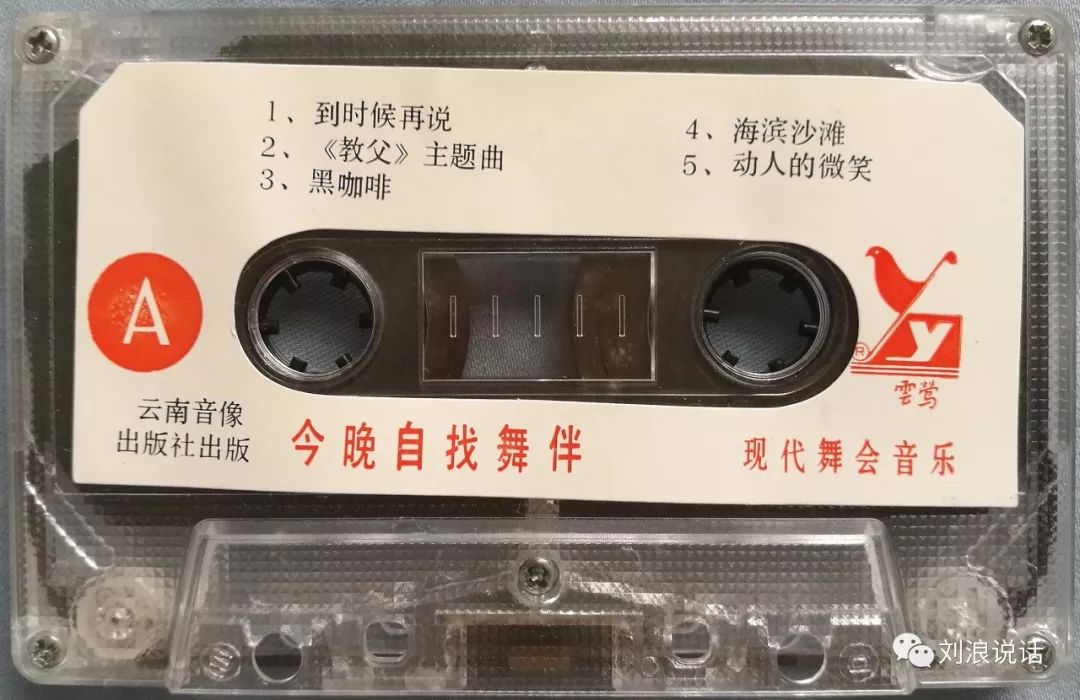 1、到时候再说
2、《教父》主题曲
3、黑咖啡
4、海滨沙滩
5、动人的微笑
A
y
®
雲莺
云南音像
出版社出版
今晚自找舞伴
现代舞会音乐
刘浪说话